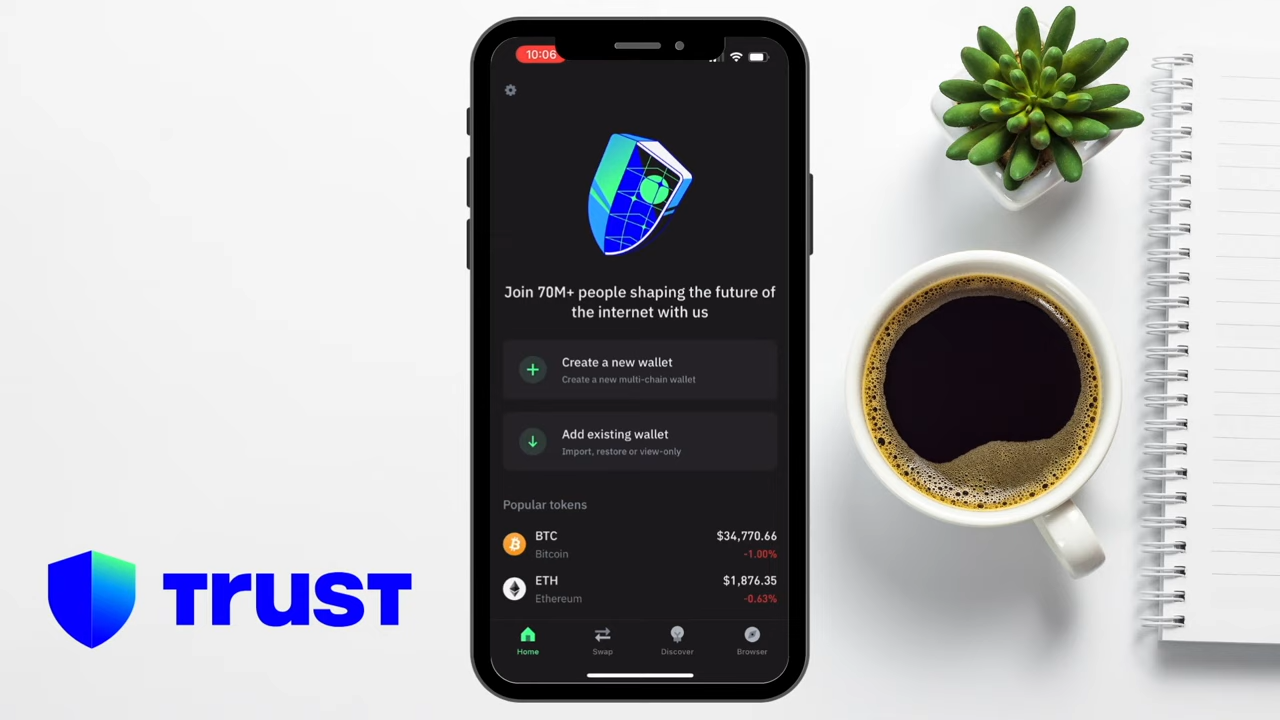 10:06
Join 70M+ people shaping the future of
the internet with us
Create a new wallet
Create a new multi-chain wallet
Add existing wallet
Import, restore or view-only
Popular tokens
BTC $34,770.66
Bitcoin -1.00%
ETH $1,876.35
Ethereum -0.63%
Home Swap Discover Browser
TRUST